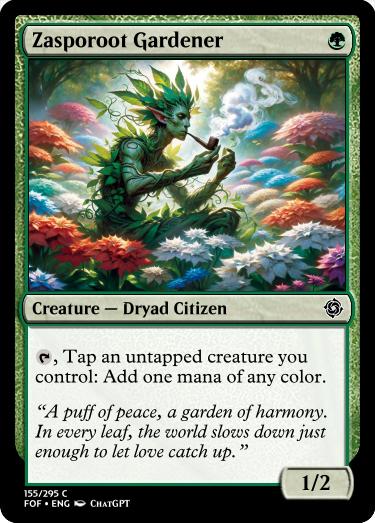 Zasporoot Gardener
Creature — Dryad Citizen
, Tap an untapped creature you
control: Add one mana of any color.
“A puff of peace, a garden of harmony.
In every leaf, the world slows down just
enough to let love catch up.”
1/2
155/295 C
FOF • ENG ChatGPT